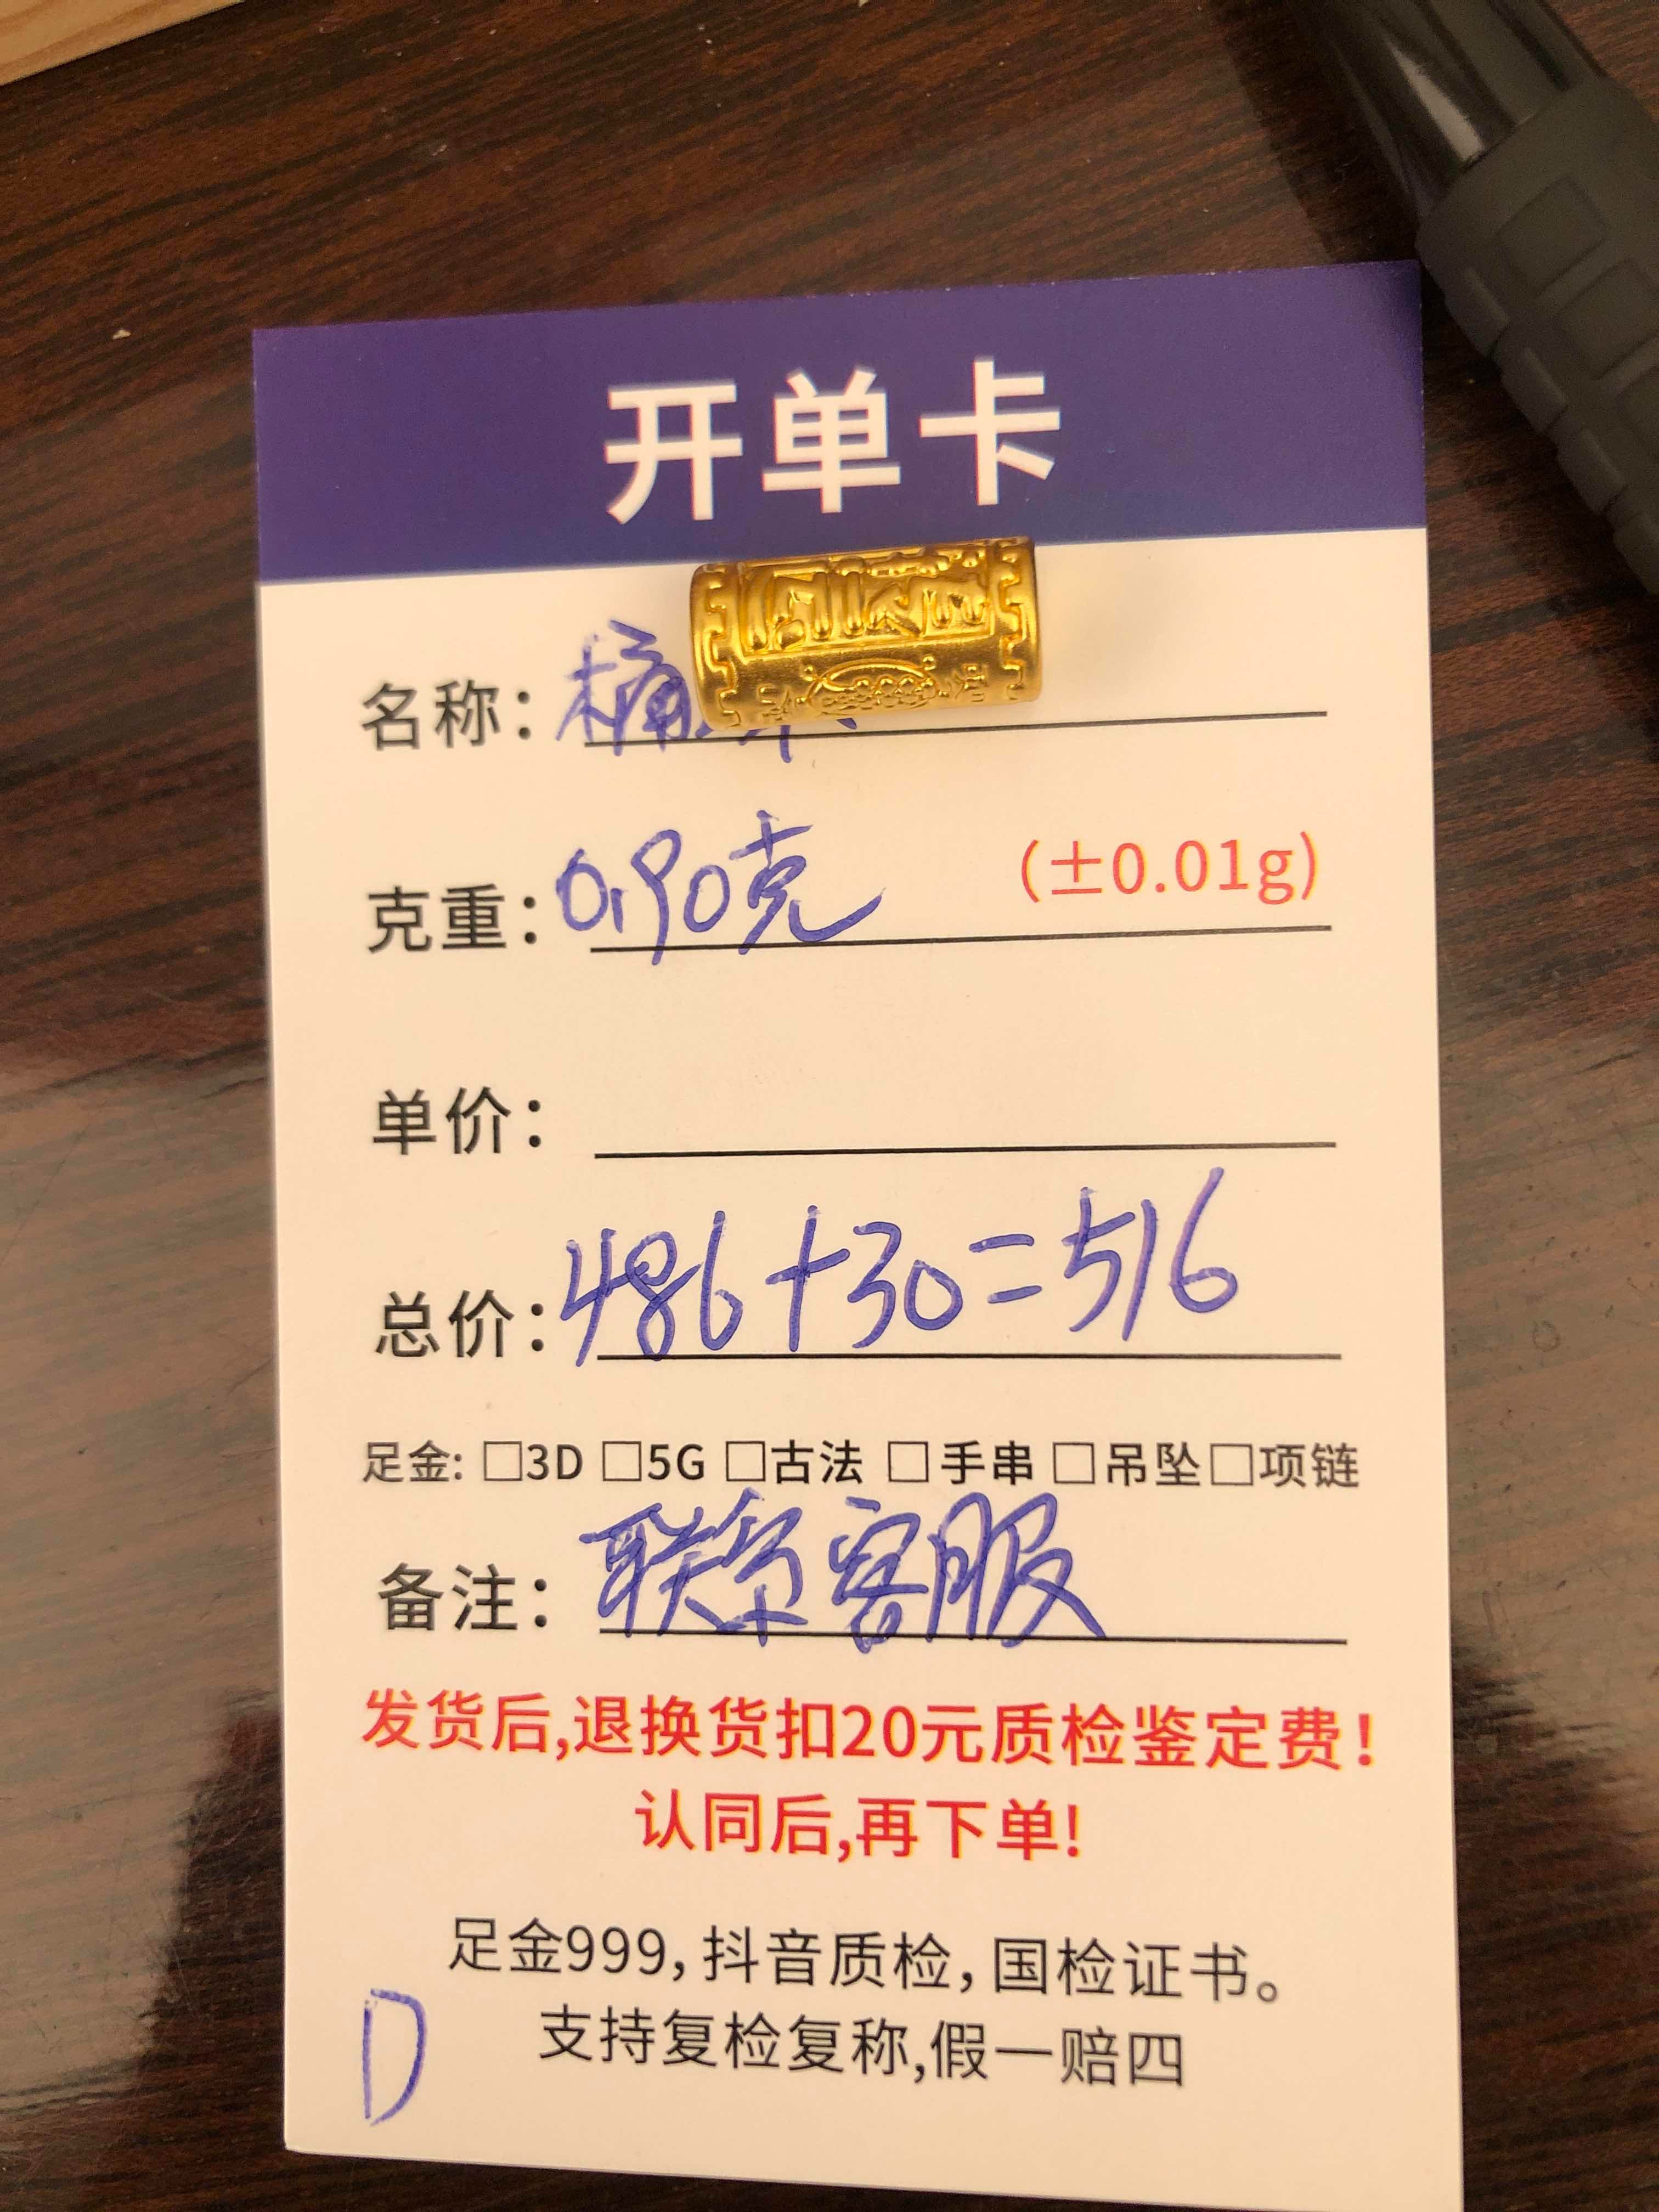 开单卡
名称：桶
克重：0.90克 (±0.01g)
单价：
总价：486+30=516
足金: □3D □5G □古法 □手串 □吊坠 □项链
备注：联系客服
发货后,退换货扣20元质检鉴定费！
认同后,再下单!
足金999,抖音质检,国检证书。
支持复检复称,假一赔四
D